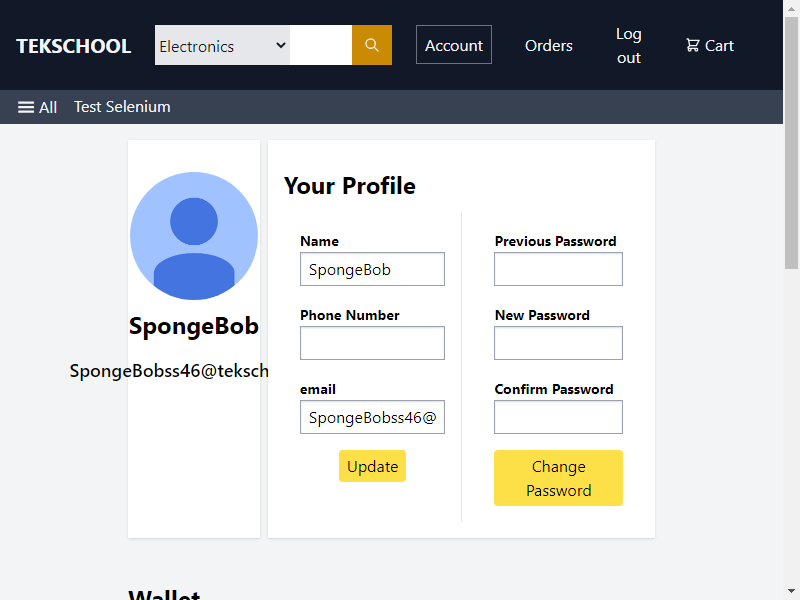 TEKSCHOOL Electronics Account Orders Log out Cart
All Test Selenium
SpongeBob
SpongeBobss46@teksch
Your Profile
Name
SpongeBob
Phone Number
email
SpongeBobss46@
Update
Previous Password
New Password
Confirm Password
Change
Password
Wallet